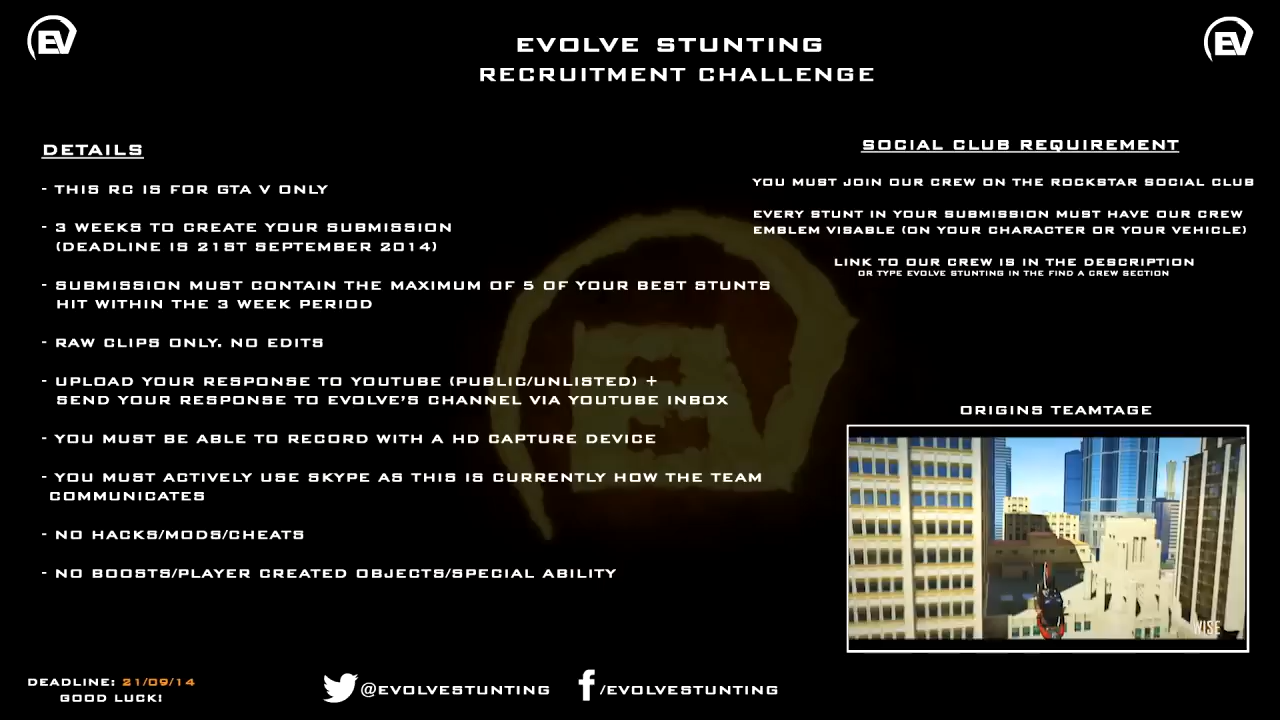 EV
EV
EVOLVE STUNTING
RECRUITMENT CHALLENGE
DETAILS
- THIS RC IS FOR GTA V ONLY
- 3 WEEKS TO CREATE YOUR SUBMISSION
(DEADLINE IS 21ST SEPTEMBER 2014)
- SUBMISSION MUST CONTAIN THE MAXIMUM OF 5 OF YOUR BEST STUNTS
HIT WITHIN THE 3 WEEK PERIOD
- RAW CLIPS ONLY. NO EDITS
- UPLOAD YOUR RESPONSE TO YOUTUBE (PUBLIC/UNLISTED) +
SEND YOUR RESPONSE TO EVOLVE'S CHANNEL VIA YOUTUBE INBOX
- YOU MUST BE ABLE TO RECORD WITH A HD CAPTURE DEVICE
- YOU MUST ACTIVELY USE SKYPE AS THIS IS CURRENTLY HOW THE TEAM
COMMUNICATES
- NO HACKS/MODS/CHEATS
- NO BOOSTS/PLAYER CREATED OBJECTS/SPECIAL ABILITY
SOCIAL CLUB REQUIREMENT
YOU MUST JOIN OUR CREW ON THE ROCKSTAR SOCIAL CLUB
EVERY STUNT IN YOUR SUBMISSION MUST HAVE OUR CREW
EMBLEM VISABLE (ON YOUR CHARACTER OR YOUR VEHICLE)
LINK TO OUR CREW IS IN THE DESCRIPTION
OR TYPE EVOLVE STUNTING IN THE FIND A CREW SECTION
EV
ORIGINS TEAMTAGE
WISE
DEADLINE: 21/09/14
GOOD LUCK!
@EVOLVESTUNTING
f/EVOLVESTUNTING